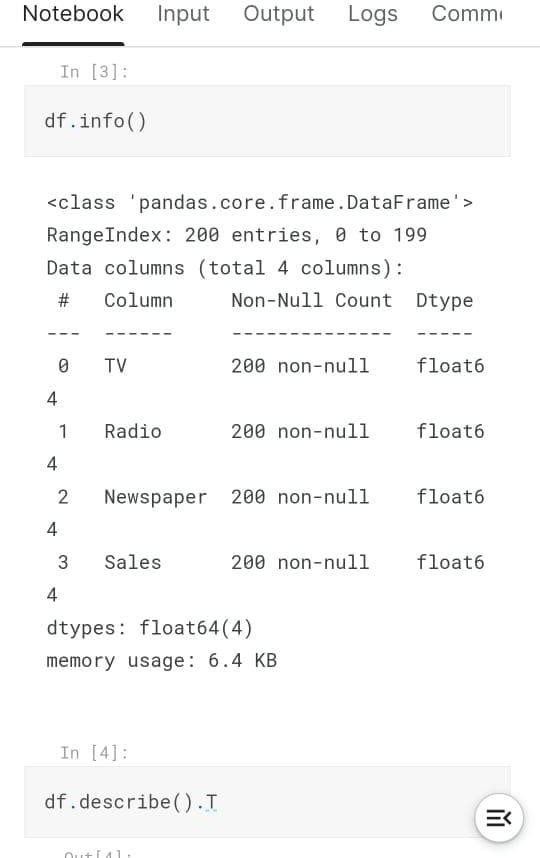 Notebook Input Output Logs Comme
In [3]:
df.info()
<class 'pandas.core.frame.DataFrame'>
RangeIndex: 200 entries, 0 to 199
Data columns (total 4 columns):
 #   Column     Non-Null Count  Dtype
---  ------     --------------  -----
 0   TV         200 non-null    float6
4
 1   Radio      200 non-null    float6
4
 2   Newspaper  200 non-null    float6
4
 3   Sales      200 non-null    float6
4
dtypes: float64(4)
memory usage: 6.4 KB
In [4]:
df.describe().T
Out[4]: